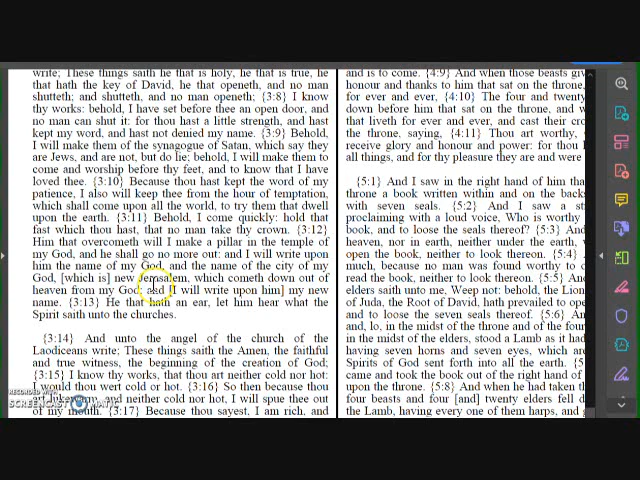 write; These things saith he that is holy, he that is true, he
that hath the key of David, he that openeth, and no man
shutteth; and shutteth, and no man openeth; {3:8} I know
thy works: behold, I have set before thee an open door, and
no man can shut it: for thou hast a little strength, and hast
kept my word, and hast not denied my name. {3:9} Behold,
I will make them of the synagogue of Satan, which say they
are Jews, and are not, but do lie; behold, I will make them to
come and worship before thy feet, and to know that I have
loved thee. {3:10} Because thou hast kept the word of my
patience, I also will keep thee from the hour of temptation,
which shall come upon all the world, to try them that dwell
upon the earth. {3:11} Behold, I come quickly: hold that
fast which thou hast, that no man take thy crown. {3:12}
Him that overcometh will I make a pillar in the temple of
my God, and he shall go no more out: and I will write upon
him the name of my God, and the name of the city of my
God, [which is] new Jerusalem, which cometh down out of
heaven from my God: and [I will write upon him] my new
name. {3:13} He that hath an ear, let him hear what the
Spirit saith unto the churches.
{3:14} And unto the angel of the church of the
Laodiceans write; These things saith the Amen, the faithful
and true witness, the beginning of the creation of God;
{3:15} I know thy works, that thou art neither cold nor hot:
I would thou wert cold or hot. {3:16} So then because thou
art lukewarm, and neither cold nor hot, I will spue thee out
of my mouth. {3:17} Because thou sayest, I am rich, and
and is to come. {4:9} And when those beasts giv
honour and thanks to him that sat on the throne,
for ever and ever, {4:10} The four and twenty
down before him that sat on the throne, and w
that liveth for ever and ever, and cast their cro
the throne, saying, {4:11} Thou art worthy,
receive glory and honour and power: for thou
all things, and for thy pleasure they are and were
{5:1} And I saw in the right hand of him tha
throne a book written within and on the backs
with seven seals. {5:2} And I saw a st
proclaiming with a loud voice, Who is worthy
book, and to loose the seals thereof? {5:3} An
heaven, nor in earth, neither under the earth, w
open the book, neither to look thereon. {5:4}
much, because no man was found worthy to o
read the book, neither to look thereon. {5:5}
elders saith unto me, Weep not: behold, the Lion
of Juda, the Root of David, hath prevailed to ope
and to loose the seven seals thereof. {5:6}
and, lo, in the midst of the throne and of the four
in the midst of the elders, stood a Lamb as it had
having seven horns and seven eyes, which are
Spirits of God sent forth into all the earth.
came and took the book out of the right hand of
upon the throne. {5:8} And when he had taken t
four beasts and four [and] twenty elders fell d
the Lamb, having every one of them harps, and
RECORDED WITH
SCREENCAST MATIC